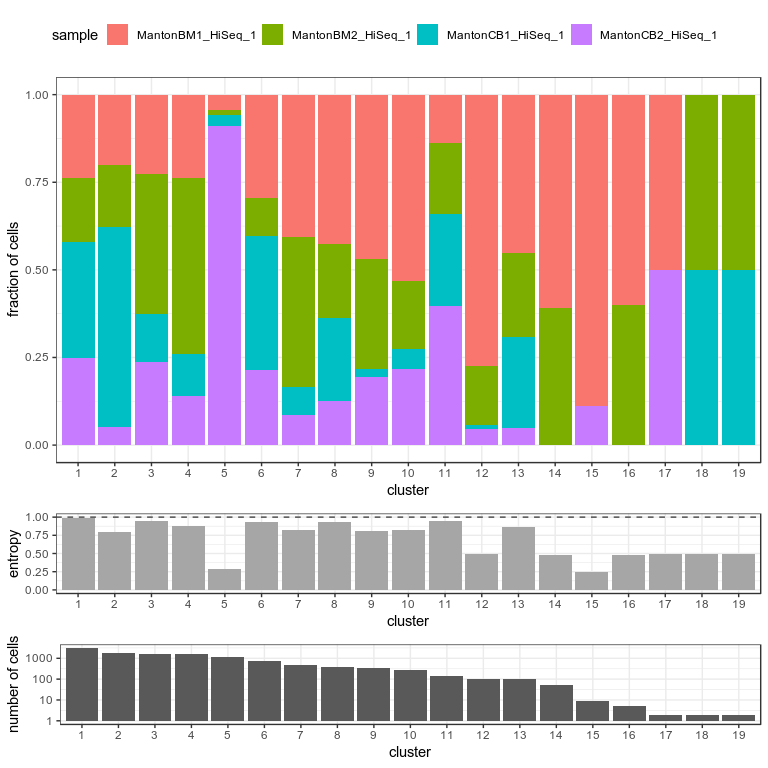 sample MantonBM1_HiSeq_1 MantonBM2_HiSeq_1 MantonCB1_HiSeq_1 MantonCB2_HiSeq_1
fraction of cells
1.00
0.75
0.50
0.25
0.00
1 2 3 4 5 6 7 8 9 10 11 12 13 14 15 16 17 18 19
cluster
entropy
1.00
0.75
0.50
0.25
0.00
1 2 3 4 5 6 7 8 9 10 11 12 13 14 15 16 17 18 19
cluster
number of cells
1000
100
10
1
1 2 3 4 5 6 7 8 9 10 11 12 13 14 15 16 17 18 19
cluster